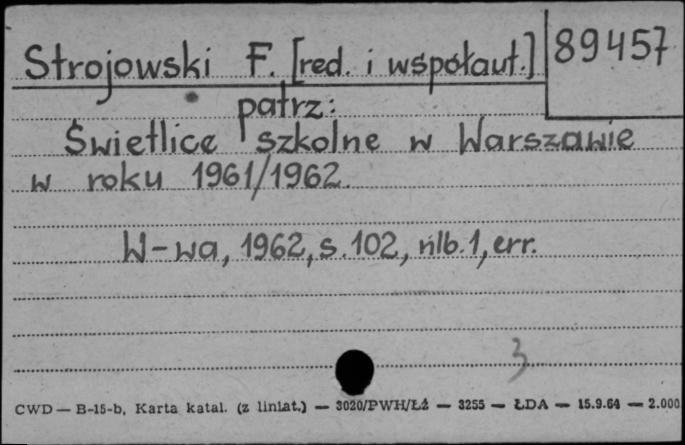 Strojowski F. [red. i współaut.] 89457
patrz:
Świetlice szkolne w Warszawie
w roku 1961/1962.
W-wa, 1962, s. 102, nlb. 1, err.
3
CWD — B-15-b, Karta katal. (z liniat.) — 3020/PWH/Łż — 3255 — ŁDA — 15.9.64 — 2.000